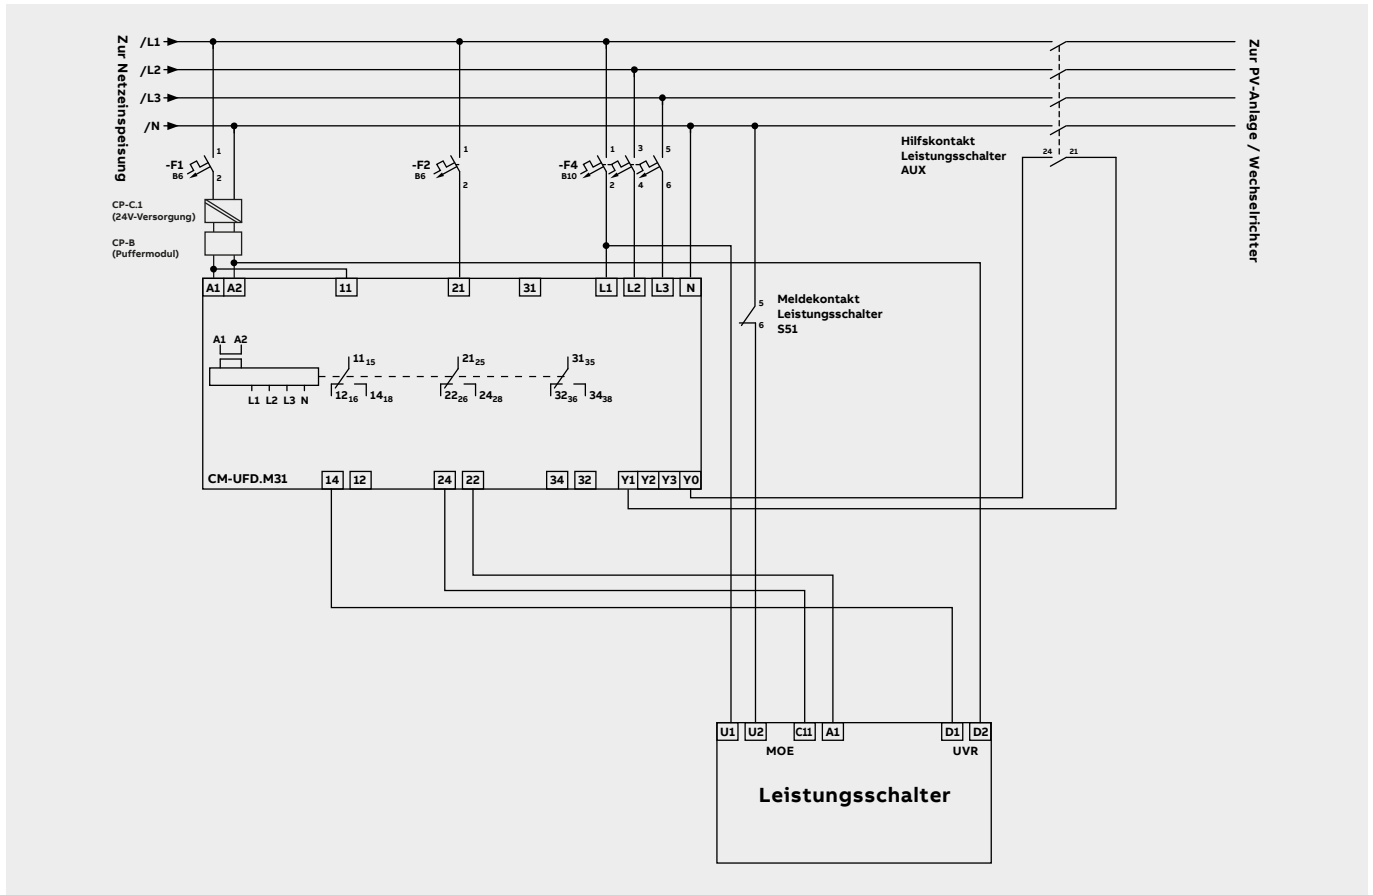 Zur Netzeinspeisung
/L1
/L2
/L3
/N
Zur PV-Anlage / Wechselrichter
-F1
B6
1
2
-F2
B6
1
2
-F4
B10
1
3
5
2
4
6
Hilfskontakt
Leistungsschalter
AUX
24
21
CP-C.1
(24V-Versorgung)
CP-B
(Puffermodul)
A1 A2 11 21 31 L1 L2 L3 N
5
6
Meldekontakt
Leistungsschalter
S51
A1 A2
L1 L2 L3 N
11 15
12 16 14 18
21 25
22 26 24 28
31 35
32 36 34 38
CM-UFD.M31
14 12 24 22 34 32 Y1 Y2 Y3 Y0
U1 U2 C11 A1 D1 D2
MOE UVR
Leistungsschalter